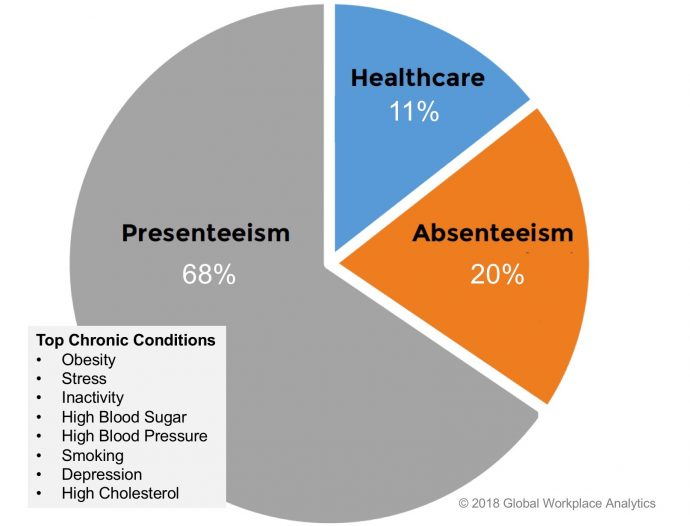 Healthcare
11%
Presenteeism
68%
Absenteeism
20%
Top Chronic Conditions
• Obesity
• Stress
• Inactivity
• High Blood Sugar
• High Blood Pressure
• Smoking
• Depression
• High Cholesterol
© 2018 Global Workplace Analytics